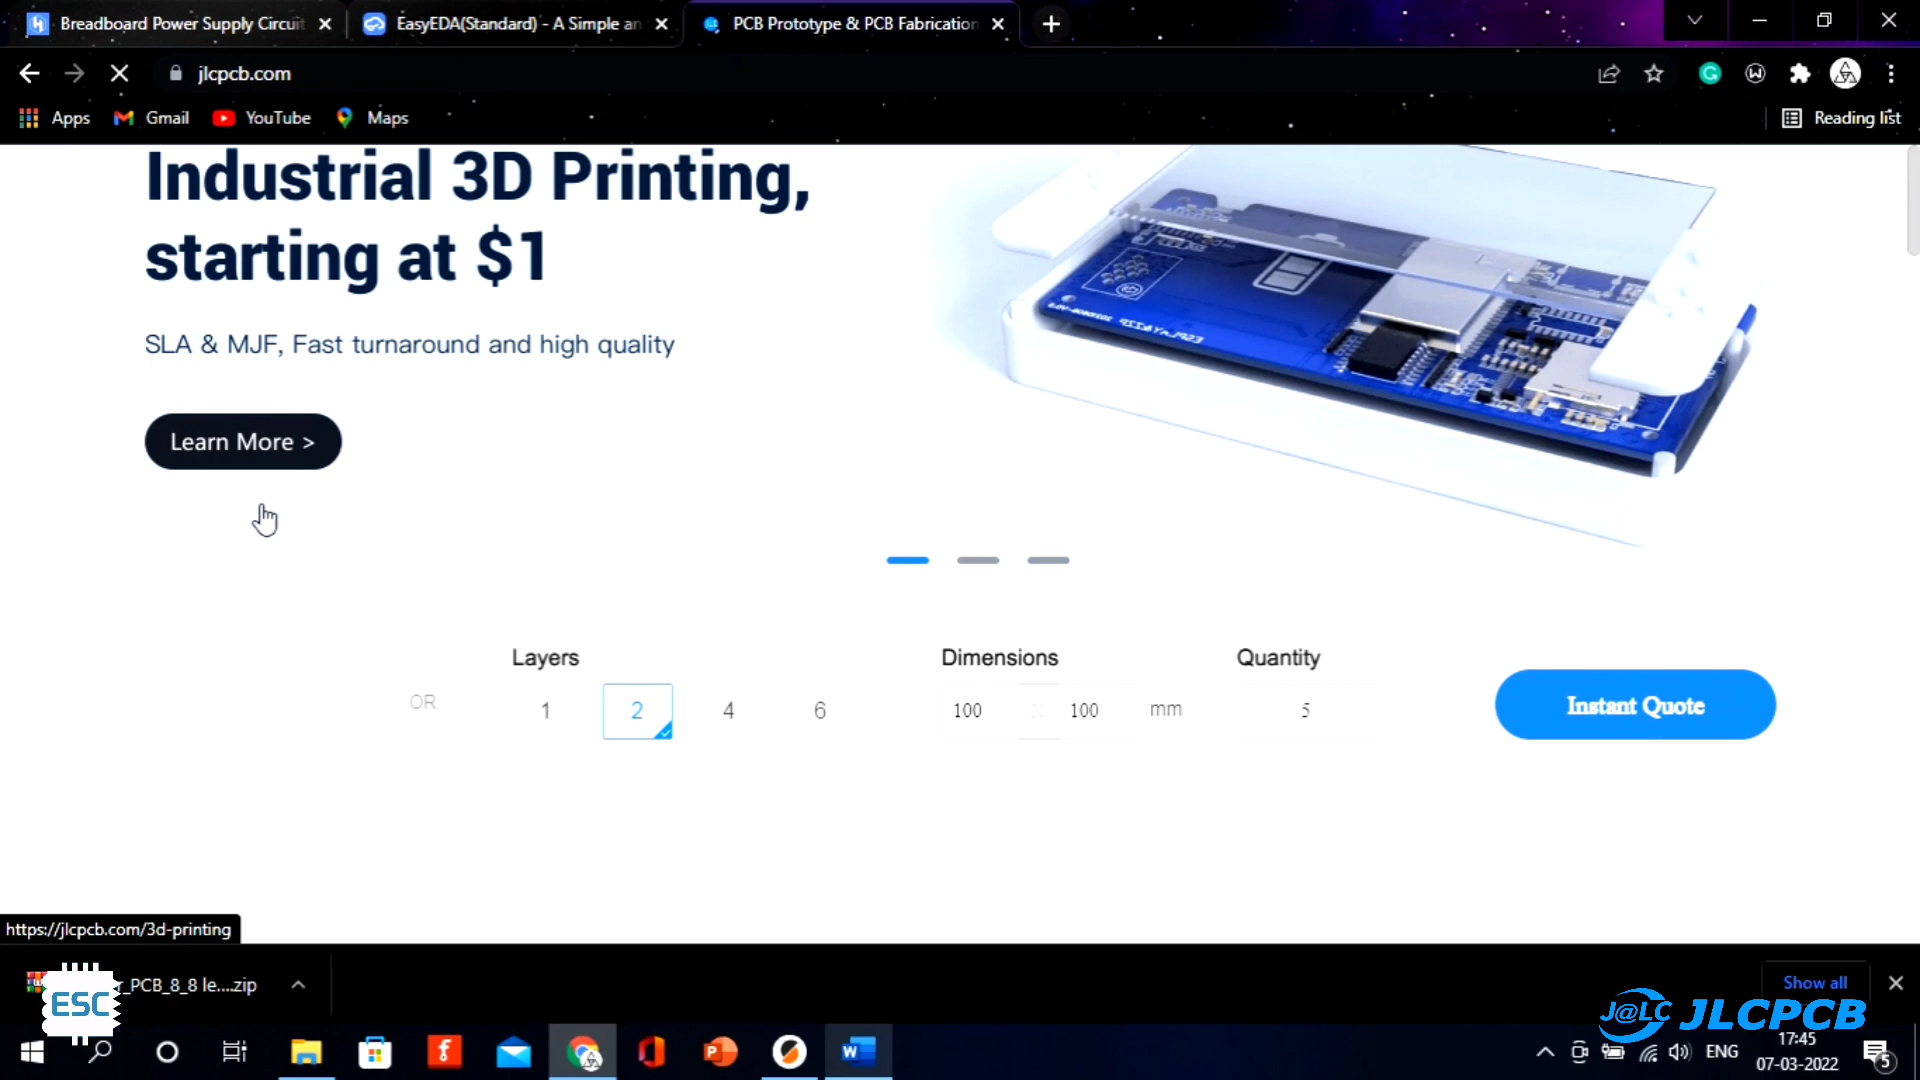 Breadboard Power Supply Circuit
EasyEDA(Standard) - A Simple an
PCB Prototype & PCB Fabrication
jlcpcb.com
Apps
Gmail
YouTube
Maps
Reading list
Industrial 3D Printing,
starting at $1
SLA & MJF, Fast turnaround and high quality
Learn More >
Layers
Dimensions
Quantity
OR
1
2
4
6
100
X
100
mm
5
Instant Quote
https://jlcpcb.com/3d-printing
r_PCB_8_8 le....zip
ESC
Show all
J@LC JLCPCB
ENG
17:45
07-03-2022
5